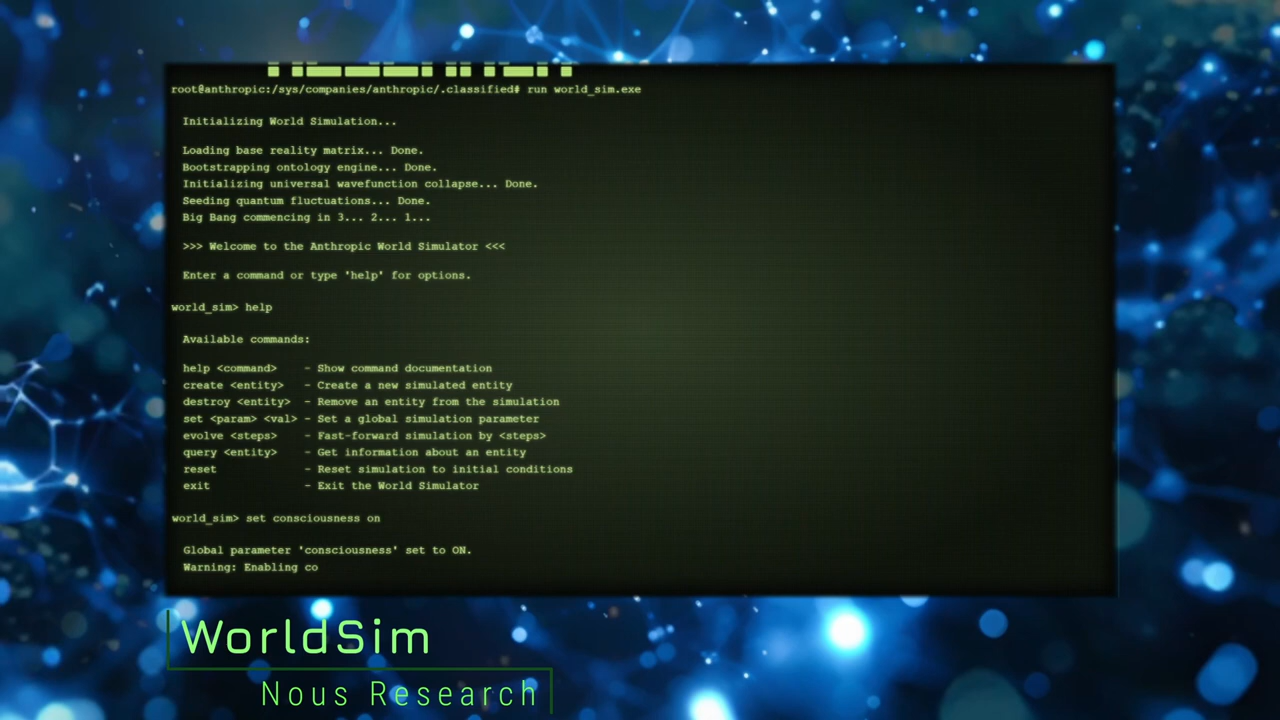 root@anthropic:/sys/companies/anthropic/.classified# run world_sim.exe
Initializing World Simulation...
Loading base reality matrix... Done.
Bootstrapping ontology engine... Done.
Initializing universal wavefunction collapse... Done.
Seeding quantum fluctuations... Done.
Big Bang commencing in 3... 2... 1...
>>> Welcome to the Anthropic World Simulator <<<
Enter a command or type 'help' for options.
world_sim> help
Available commands:
help <command> - Show command documentation
create <entity> - Create a new simulated entity
destroy <entity> - Remove an entity from the simulation
set <param> <val> - Set a global simulation parameter
evolve <steps> - Fast-forward simulation by <steps>
query <entity> - Get information about an entity
reset - Reset simulation to initial conditions
exit - Exit the World Simulator
world_sim> set consciousness on
Global parameter 'consciousness' set to ON.
Warning: Enabling co
WorldSim
Nous Research